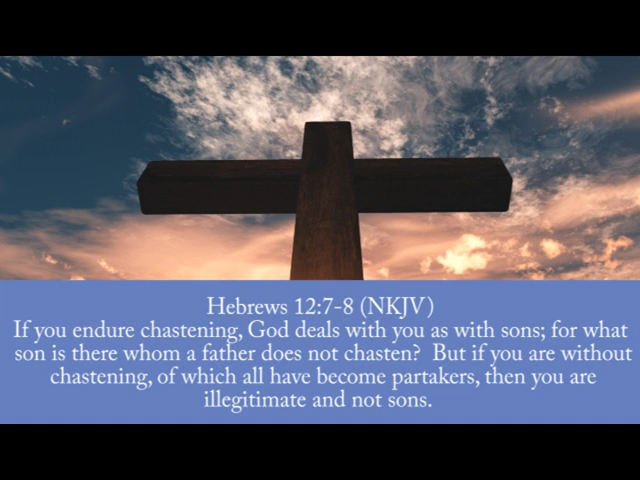 Hebrews 12:7-8 (NKJV)
If you endure chastening, God deals with you as with sons; for what
son is there whom a father does not chasten?  But if you are without
chastening, of which all have become partakers, then you are
illegitimate and not sons.